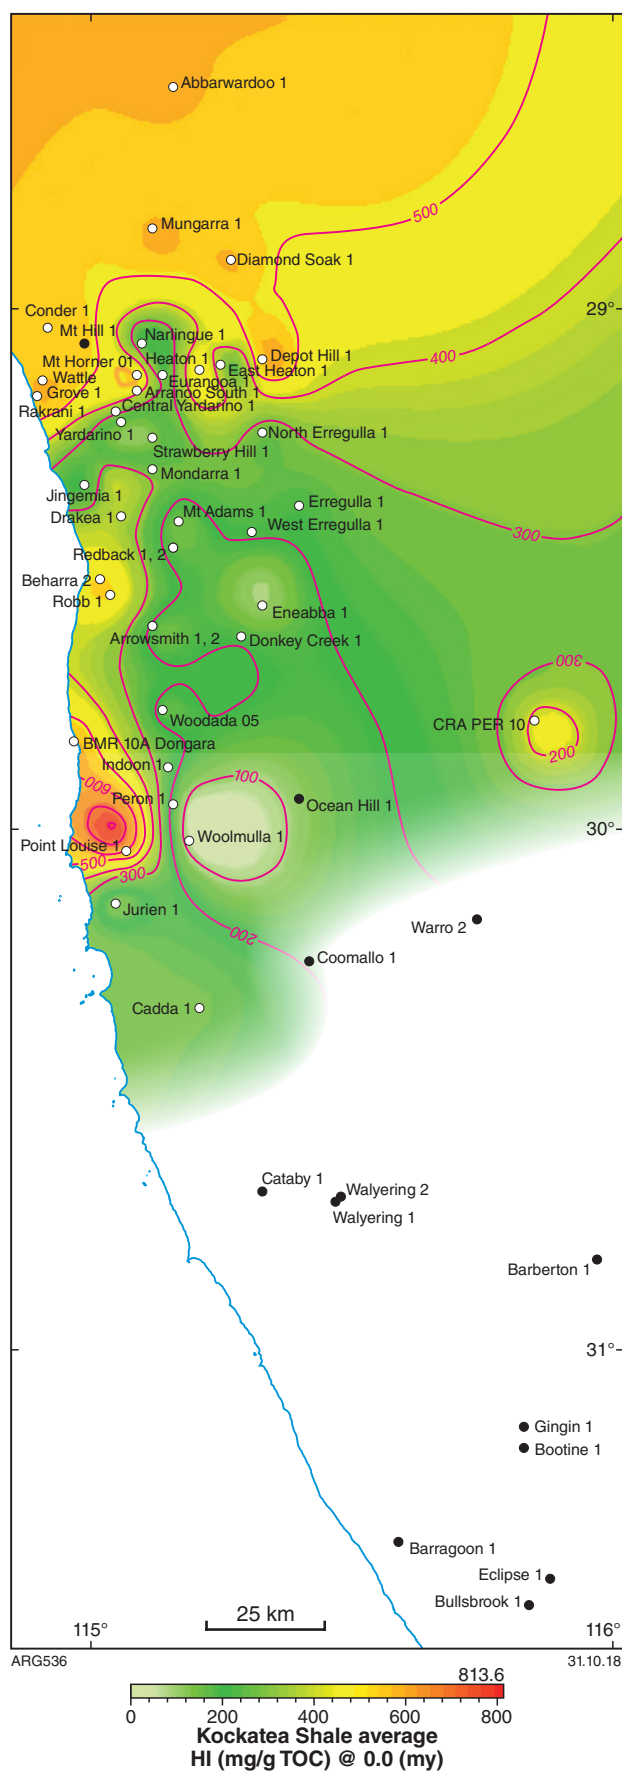 Abbarwardoo 1
Mungarra 1
500
Diamond Soak 1
Conder 1
29°
Mt Hill 1
Narlingue 1
Mt Horner 01
Heaton 1
Depot Hill 1
400
East Heaton 1
Wattle
Grove 1
Eurangoa 1
Arranoo South 1
Rakrani 1
Central Yardarino 1
Yardarino 1
North Erregulla 1
Strawberry Hill 1
Mondarra 1
Jingemia 1
Erregulla 1
Drakea 1
Mt Adams 1
West Erregulla 1
300
Redback 1, 2
Beharra 2
Robb 1
Eneabba 1
Arrowsmith 1, 2
Donkey Creek 1
300
Woodada 05
CRA PER 10
BMR 10A Dongara
200
Indoon 1
100
600
Peron 1
Ocean Hill 1
30°
Woolmulla 1
Point Louise 1
500
300
Jurien 1
Warro 2
200
Coomallo 1
Cadda 1
Cataby 1
Walyering 2
Walyering 1
Barberton 1
31°
Gingin 1
Bootine 1
Barragoon 1
Eclipse 1
Bullsbrook 1
25 km
115°
116°
ARG536
31.10.18
813.6
0 200 400 600 800
Kockatea Shale average
HI (mg/g TOC) @ 0.0 (my)